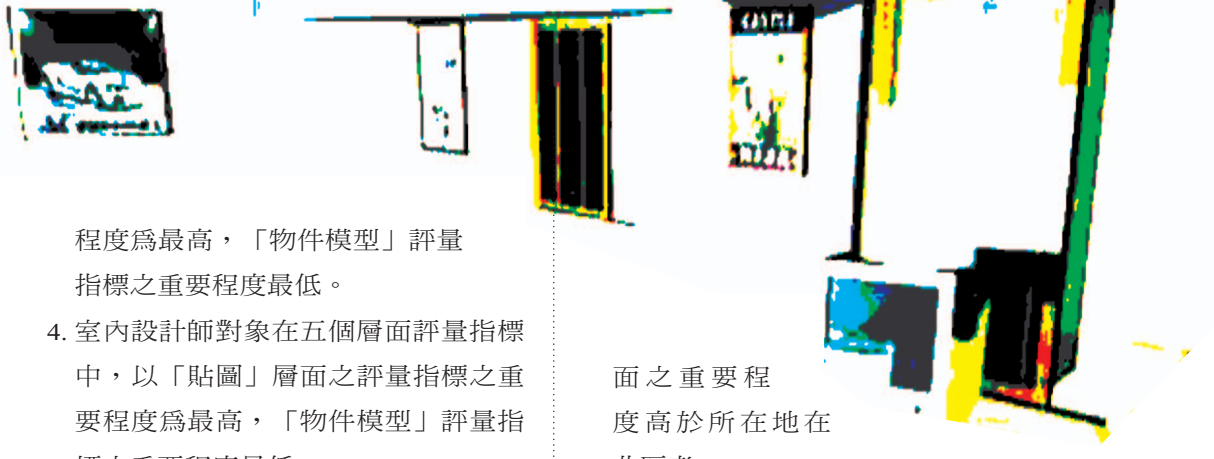 程度爲最高，「物件模型」評量
指標之重要程度最低。
4. 室內設計師對象在五個層面評量指標
中，以「貼圖」層面之評量指標之重
要程度爲最高，「物件模型」評量指
面之重要程
度高於所在地在